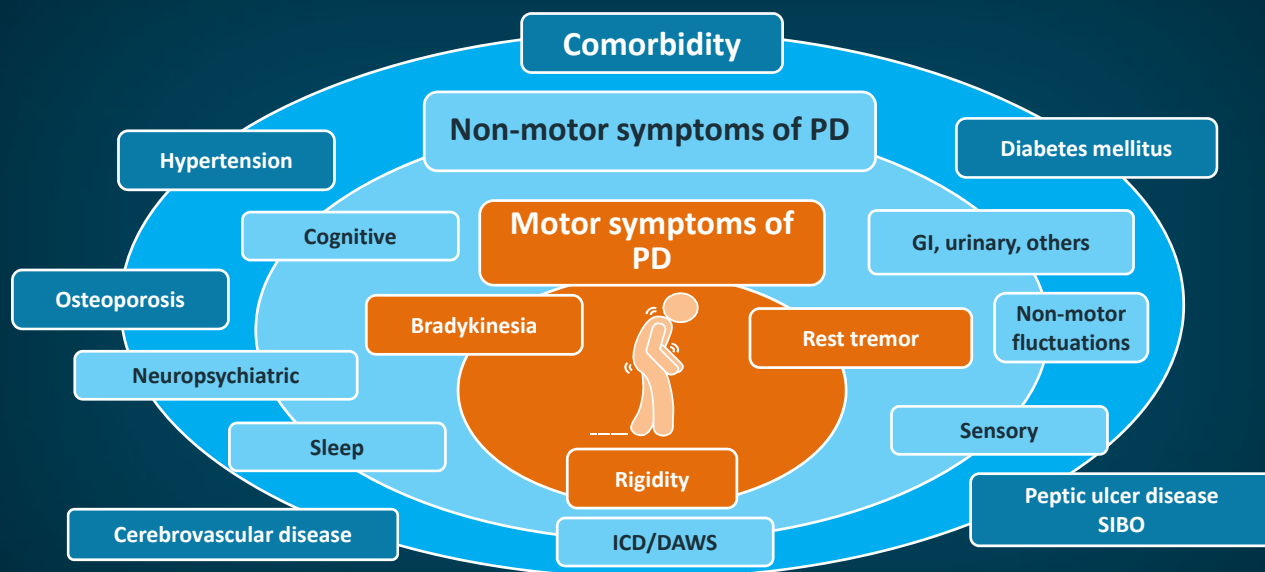 Comorbidity
Non-motor symptoms of PD
Hypertension
Diabetes mellitus
Motor symptoms of
PD
Cognitive
GI, urinary, others
Osteoporosis
Bradykinesia
Rest tremor
Non-motor
fluctuations
Neuropsychiatric
Sleep
Sensory
Rigidity
Peptic ulcer disease
SIBO
Cerebrovascular disease
ICD/DAWS